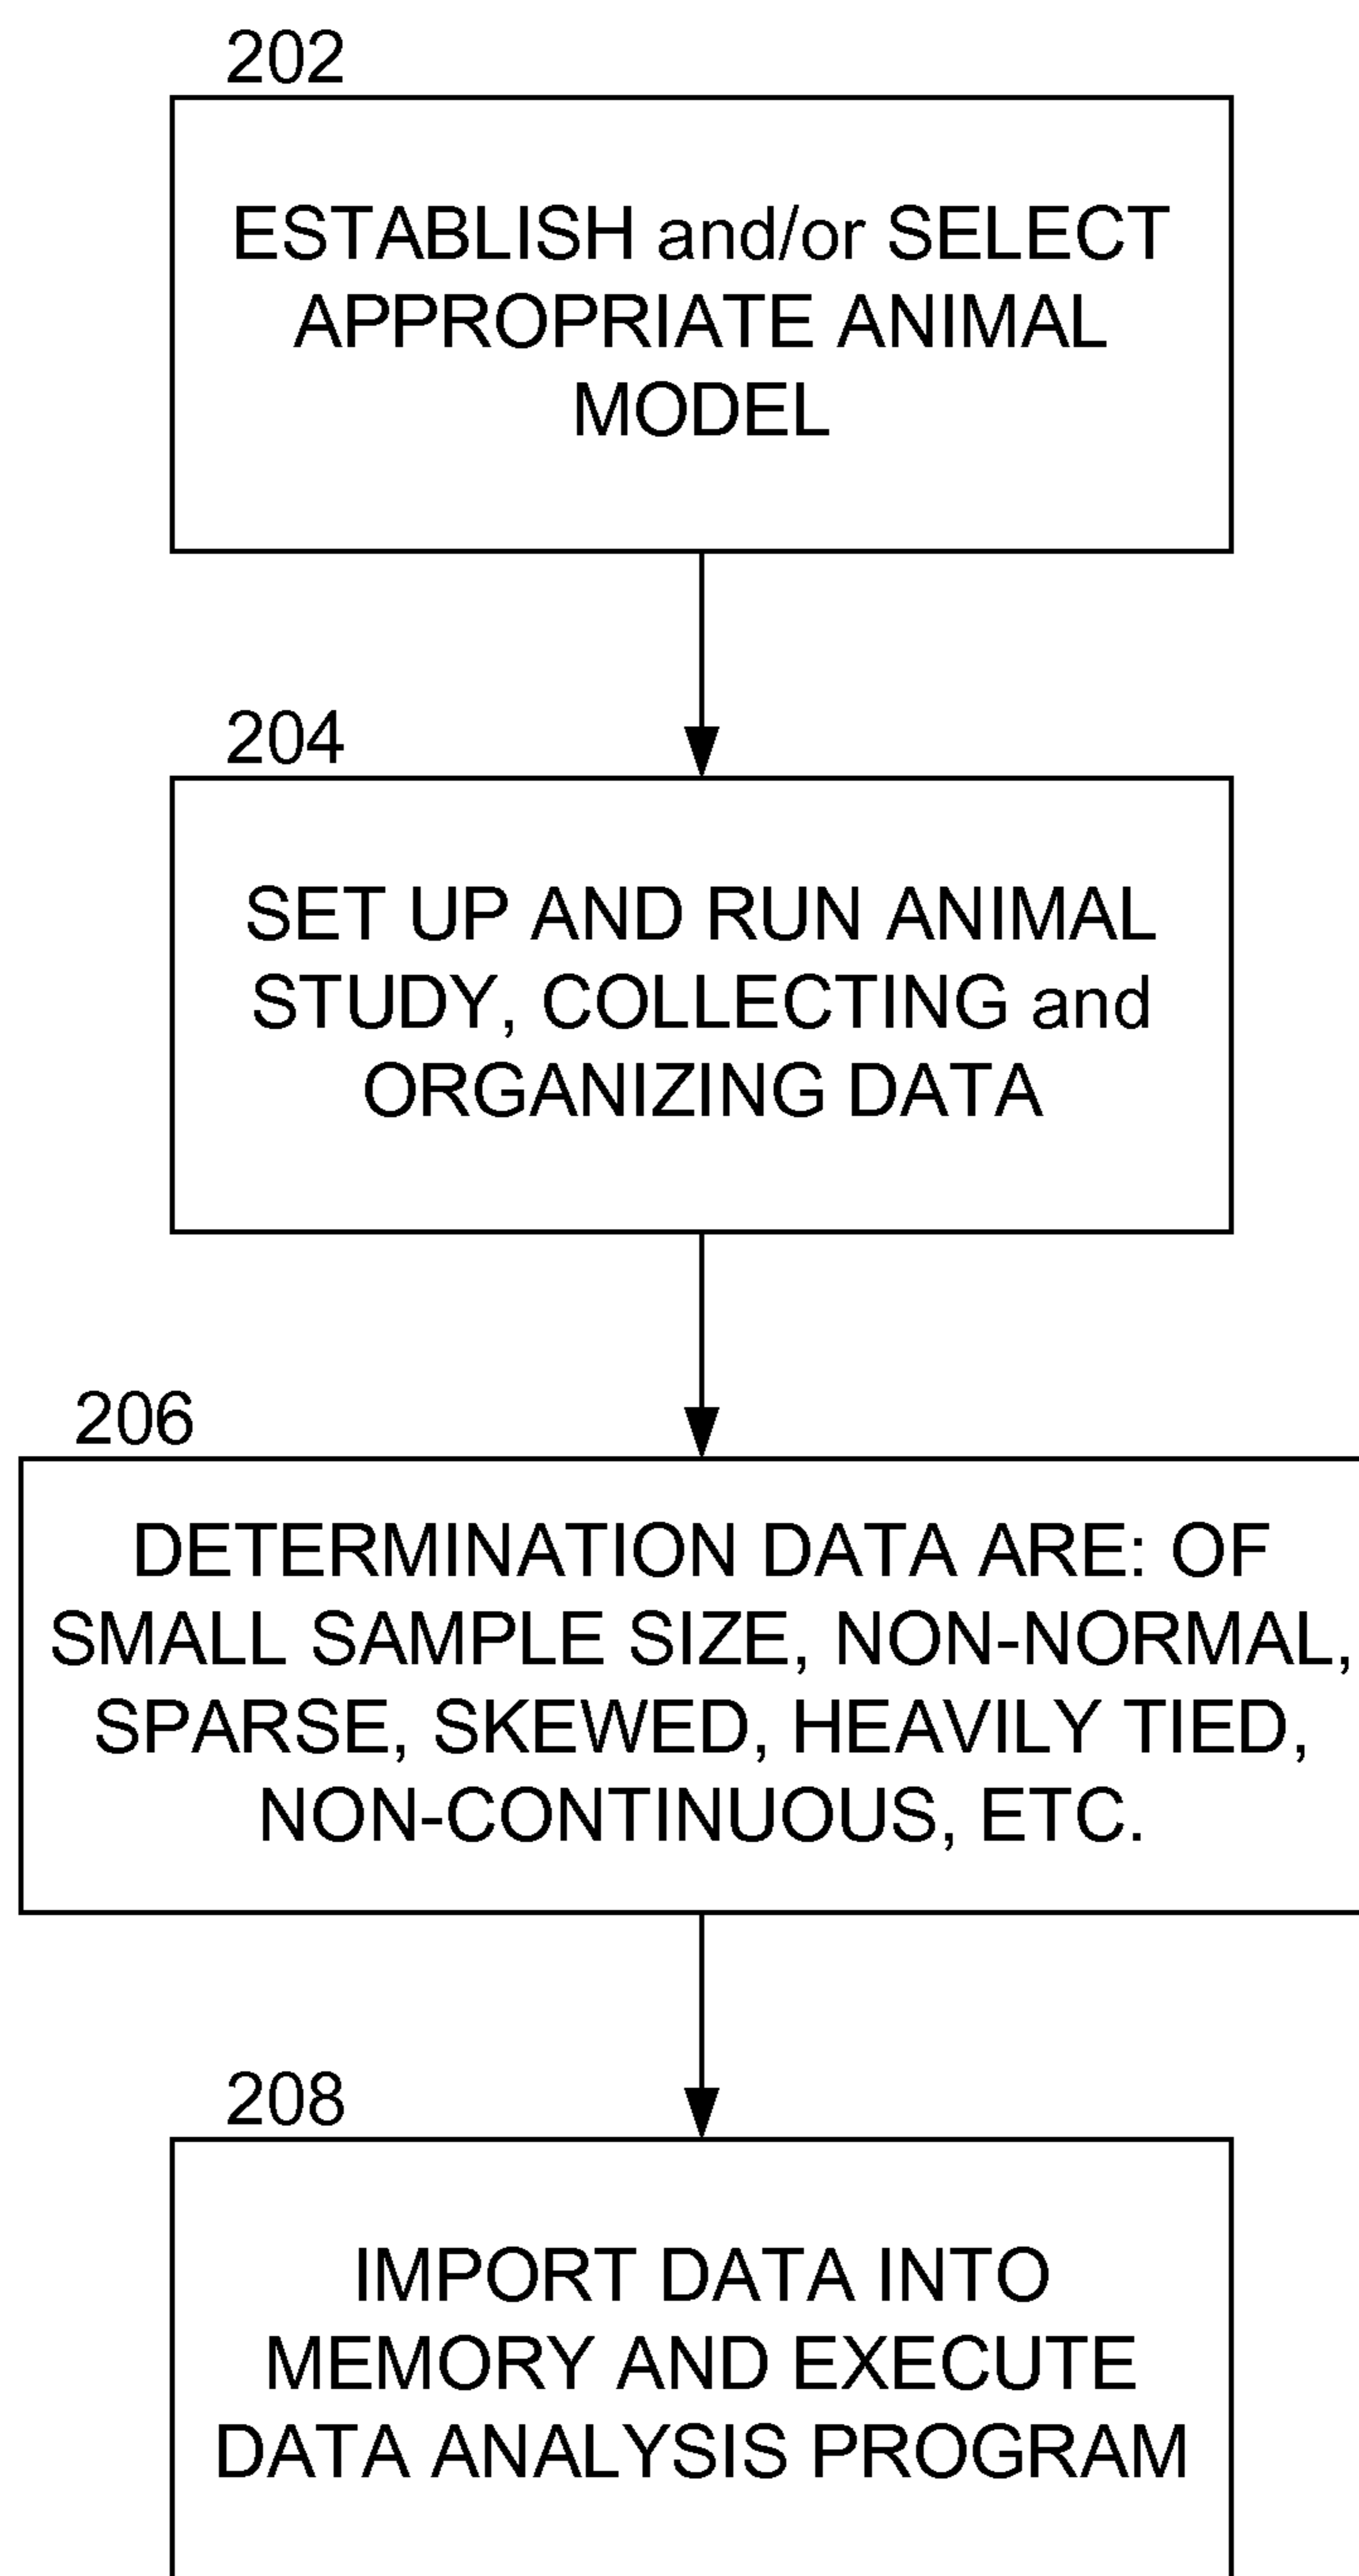 202
ESTABLISH and/or SELECT
APPROPRIATE ANIMAL
MODEL
204
SET UP AND RUN ANIMAL
STUDY, COLLECTING and
ORGANIZING DATA
206
DETERMINATION DATA ARE: OF
SMALL SAMPLE SIZE, NON-NORMAL,
SPARSE, SKEWED, HEAVILY TIED,
NON-CONTINUOUS, ETC.
208
IMPORT DATA INTO
MEMORY AND EXECUTE
DATA ANALYSIS PROGRAM